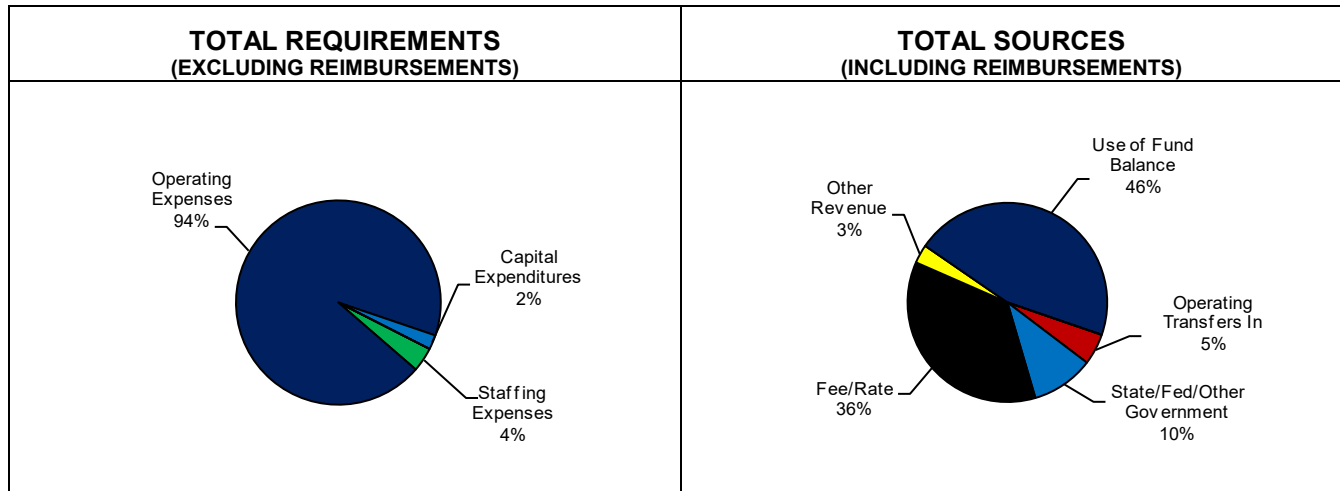 TOTAL REQUIREMENTS
(EXCLUDING REIMBURSEMENTS)
Operating
Expenses
94%
Capital
Expenditures
2%
Staffing
Expenses
4%
TOTAL SOURCES
(INCLUDING REIMBURSEMENTS)
Use of Fund
Balance
46%
Other
Revenue
3%
Operating
Transfers In
5%
Fee/Rate
36%
State/Fed/Other
Government
10%